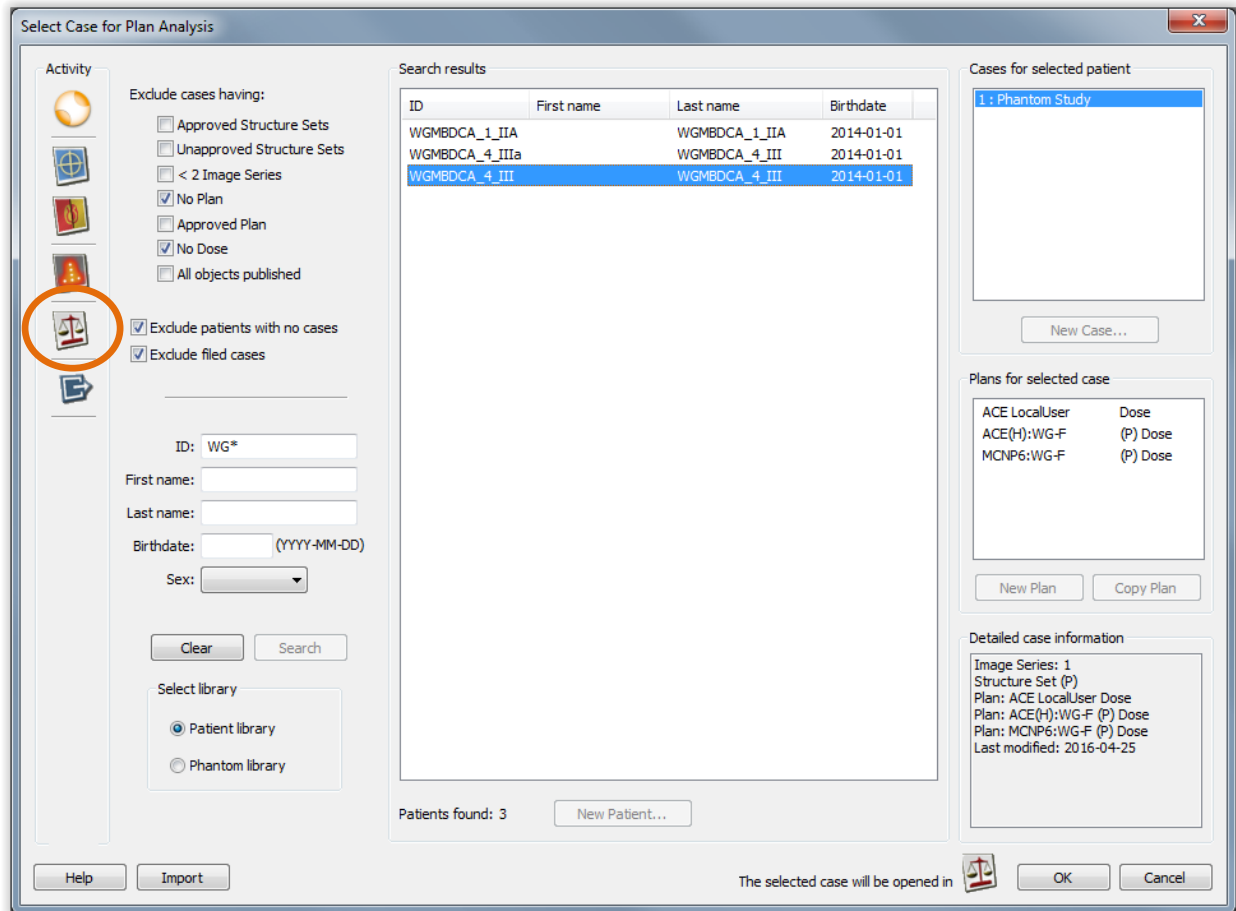 Select Case for Plan Analysis
Activity
Exclude cases having:
Approved Structure Sets
Unapproved Structure Sets
< 2 Image Series
No Plan
Approved Plan
No Dose
All objects published
Exclude patients with no cases
Exclude filed cases
ID: WG*
First name:
Last name:
Birthdate: (YYYY-MM-DD)
Sex:
Clear Search
Select library
Patient library
Phantom library
Search results
ID First name Last name Birthdate
WGMBDCA_1_IIA WGMBDCA_1_IIA 2014-01-01
WGMBDCA_4_IIIa WGMBDCA_4_III 2014-01-01
WGMBDCA_4_III WGMBDCA_4_III 2014-01-01
Patients found: 3 New Patient...
Cases for selected patient
1 : Phantom Study
New Case...
Plans for selected case
ACE LocalUser Dose
ACE(H):WG-F (P) Dose
MCNP6:WG-F (P) Dose
New Plan Copy Plan
Detailed case information
Image Series: 1
Structure Set (P)
Plan: ACE LocalUser Dose
Plan: ACE(H):WG-F (P) Dose
Plan: MCNP6:WG-F (P) Dose
Last modified: 2016-04-25
Help Import The selected case will be opened in OK Cancel